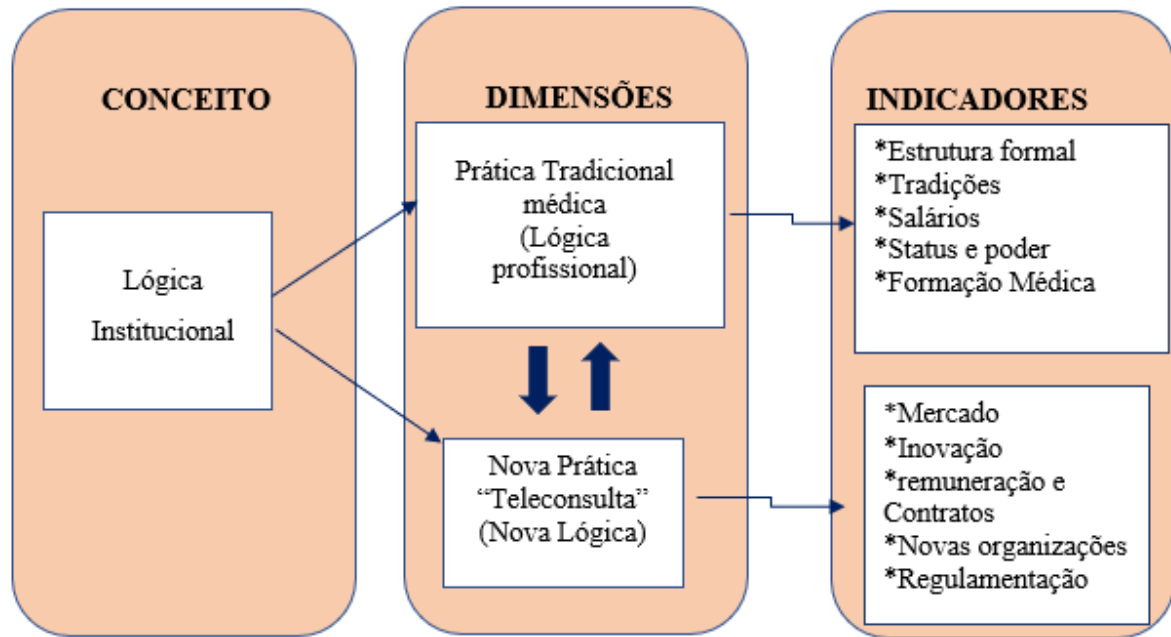 CONCEITO
Lógica
Institucional
DIMENSÕES
Prática Tradicional
médica
(Lógica
profissional)
Nova Prática
“Teleconsulta”
(Nova Lógica)
INDICADORES
*Estrutura formal
*Tradições
*Salários
*Status e poder
*Formação Médica
*Mercado
*Inovação
*remuneração e
Contratos
*Novas organizações
*Regulamentação